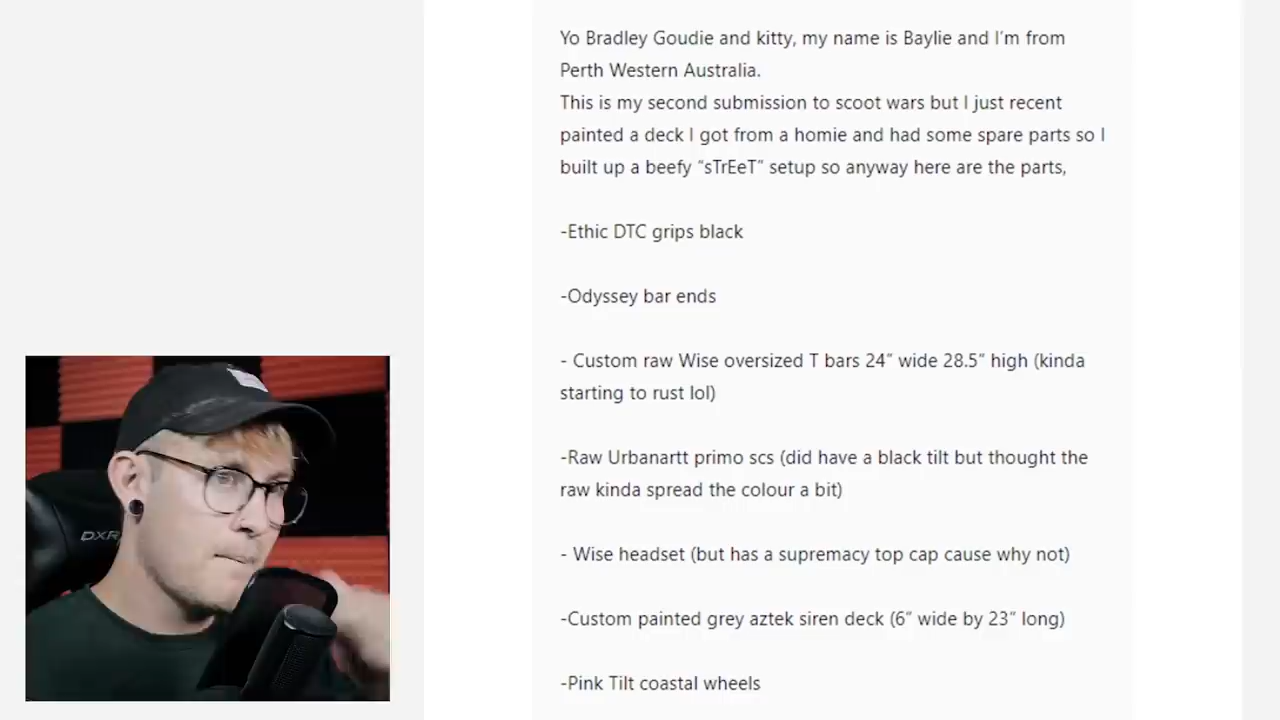 Yo Bradley Goudie and kitty, my name is Baylie and I'm from
Perth Western Australia.
This is my second submission to scoot wars but I just recent
painted a deck I got from a homie and had some spare parts so I
built up a beefy “sTrEeT” setup so anyway here are the parts,
-Ethic DTC grips black
-Odyssey bar ends
- Custom raw Wise oversized T bars 24” wide 28.5” high (kinda
starting to rust lol)
-Raw Urbanartt primo scs (did have a black tilt but thought the
raw kinda spread the colour a bit)
- Wise headset (but has a supremacy top cap cause why not)
-Custom painted grey aztek siren deck (6” wide by 23” long)
-Pink Tilt coastal wheels
DXR